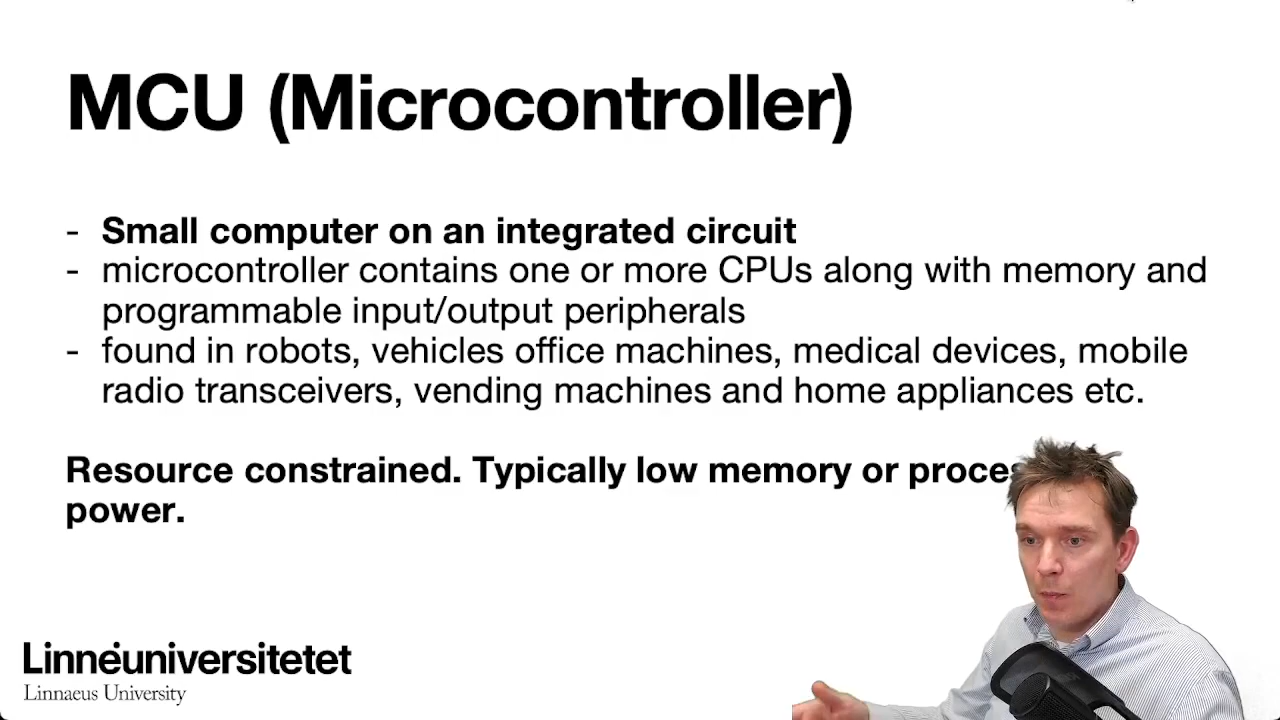 MCU (Microcontroller)
- Small computer on an integrated circuit
- microcontroller contains one or more CPUs along with memory and
programmable input/output peripherals
- found in robots, vehicles office machines, medical devices, mobile
radio transceivers, vending machines and home appliances etc.
Resource constrained. Typically low memory or
power.
Linnéuniversitetet
Linnaeus University